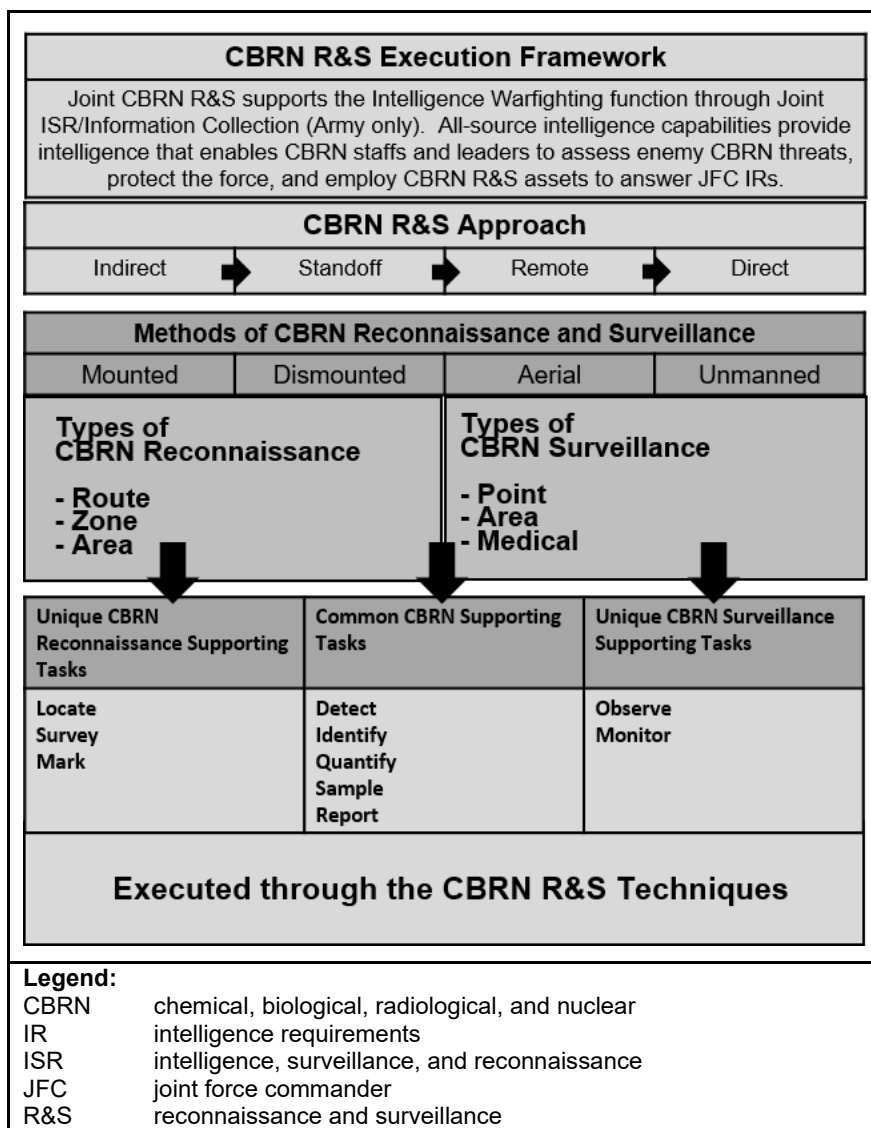 CBRN R&S Execution Framework
Joint CBRN R&S supports the Intelligence Warfighting function through Joint
ISR/Information Collection (Army only). All-source intelligence capabilities provide
intelligence that enables CBRN staffs and leaders to assess enemy CBRN threats,
protect the force, and employ CBRN R&S assets to answer JFC IRs.
CBRN R&S Approach
Indirect Standoff Remote Direct
Methods of CBRN Reconnaissance and Surveillance
Mounted Dismounted Aerial Unmanned
Types of
CBRN Reconnaissance
- Route
- Zone
- Area
Types of
CBRN Surveillance
- Point
- Area
- Medical
Unique CBRN
Reconnaissance Supporting
Tasks
Locate
Survey
Mark
Common CBRN Supporting
Tasks
Detect
Identify
Quantify
Sample
Report
Unique CBRN Surveillance
Supporting Tasks
Observe
Monitor
Executed through the CBRN R&S Techniques
Legend:
CBRN chemical, biological, radiological, and nuclear
IR intelligence requirements
ISR intelligence, surveillance, and reconnaissance
JFC joint force commander
R&S reconnaissance and surveillance